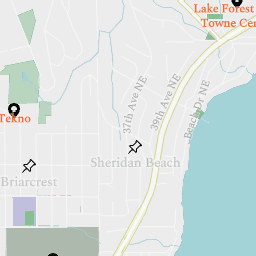 Lake Forest
Towne Cen
37th Ave NE
39th Ave NE
Beach Dr NE
Tekno
Sheridan Beach
Briarcrest